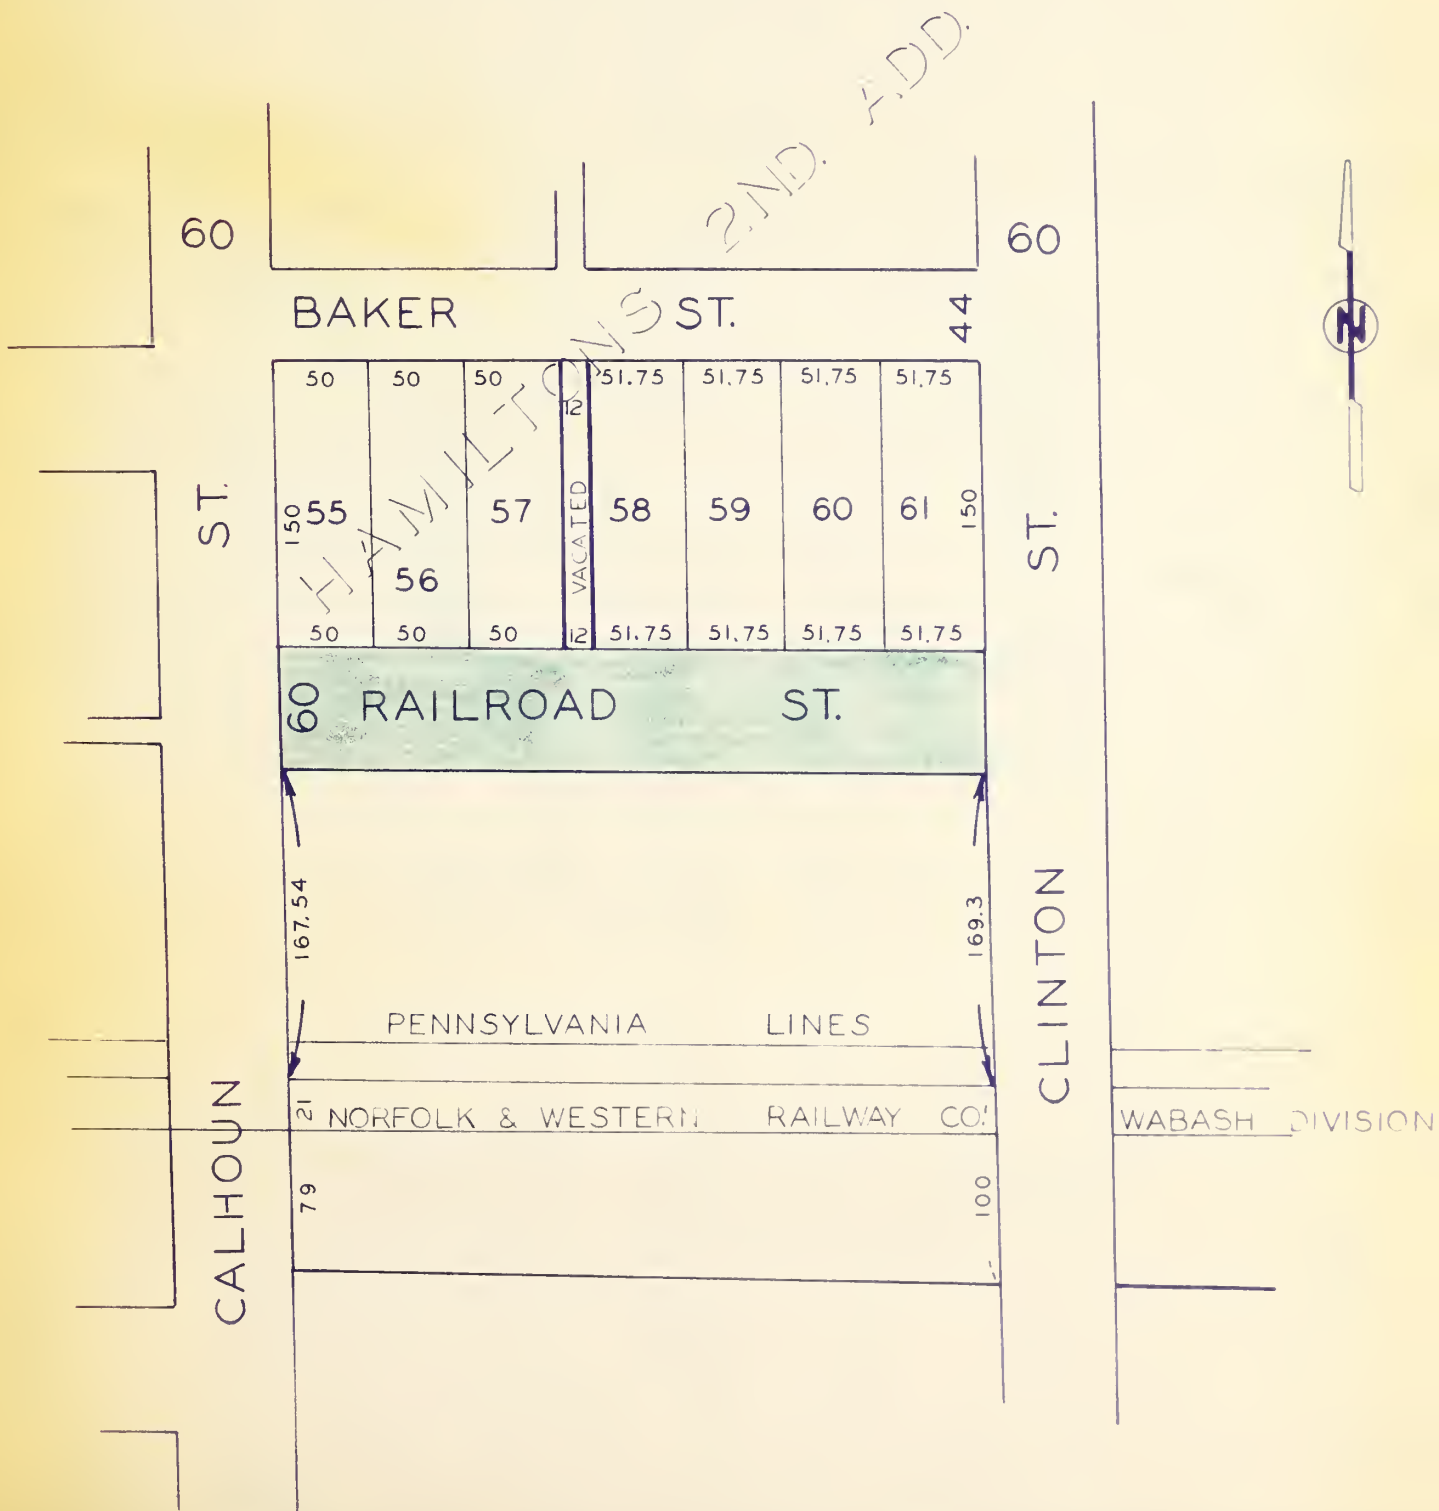 HAMILTONS 2ND. ADD.
60
60
BAKER ST.
44
N
50 50 50 51.75 51.75 51.75 51.75
12
ST.
150
55
56
57
VACATED
58
59
60
61
150
ST.
50 50 50 12 51.75 51.75 51.75 51.75
60
RAILROAD ST.
167.54
169.3
CLINTON
PENNSYLVANIA LINES
CALHOUN
21
NORFOLK & WESTERN RAILWAY CO. WABASH DIVISION
79
100